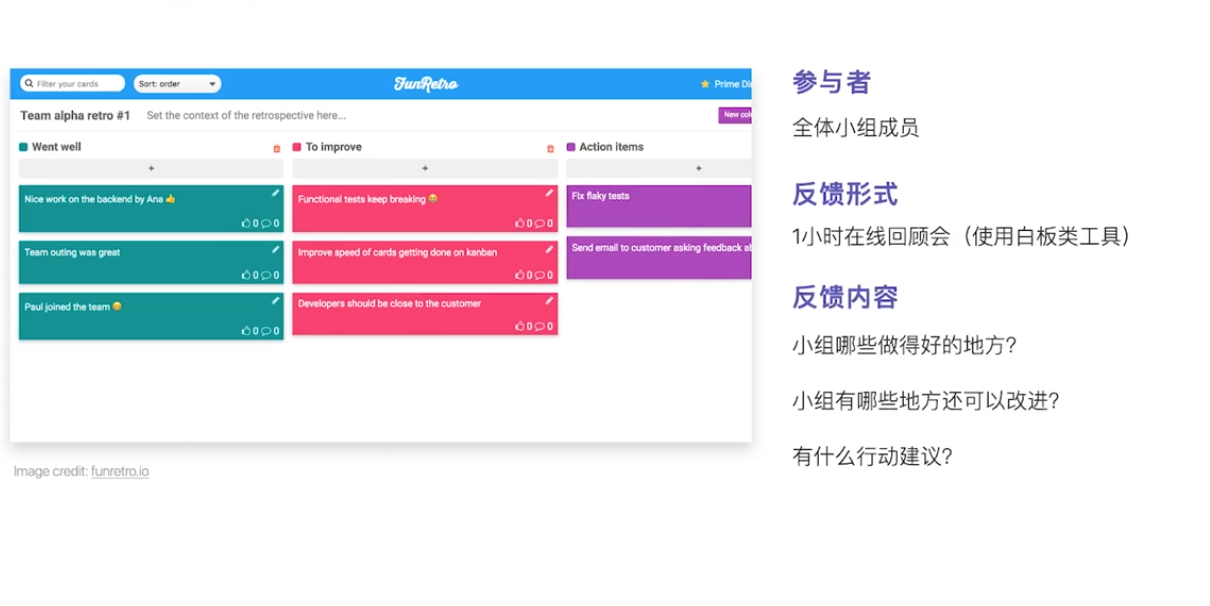 Filter your cards
Sort: order
FunRetro
Team alpha retro #1
Set the context of the retrospective here...
Went well
To improve
Action items
+
+
+
Nice work on the backend by Ana 👍
0 0
Functional tests keep breaking 😂
0 0
Fix flaky tests
Team outing was great
0 0
Improve speed of cards getting done on kanban
0 0
Send email to customer asking feedback
Paul joined the team 😄
0 0
Developers should be close to the customer
0 0
Image credit: funretro.io
参与者
全体小组成员
反馈形式
1小时在线回顾会（使用白板类工具）
反馈内容
小组哪些做得好的地方?
小组有哪些地方还可以改进?
有什么行动建议?